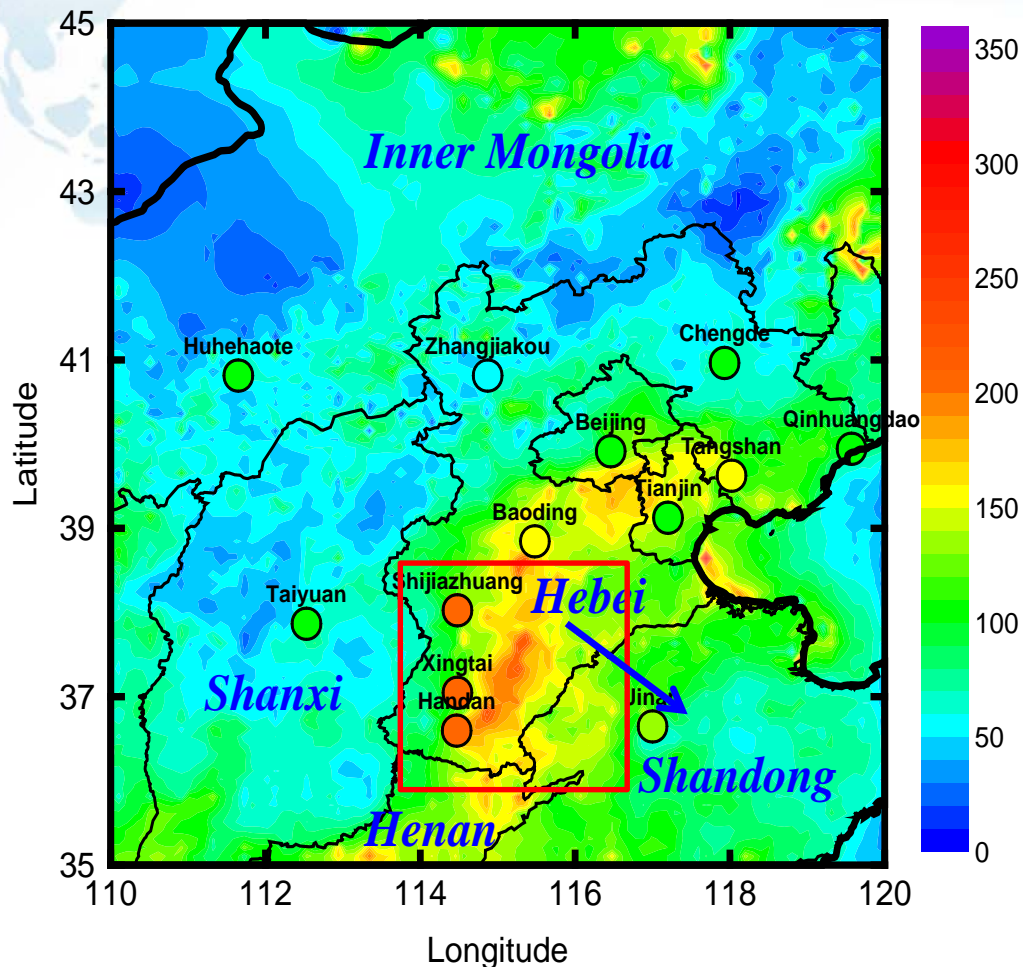 45
350
Inner Mongolia
300
43
250
Huhehaote
Zhangjiakou
Chengde
41
Latitude
200
Beijing
Qinhuangdao
Tangshan
Tianjin
150
39
Baoding
Shijiazhuang
Hebei
Taiyuan
100
Xingtai
37
Shanxi
Handan
Jina
50
Shandong
Henan
35
0
110
112
114
116
118
120
Longitude